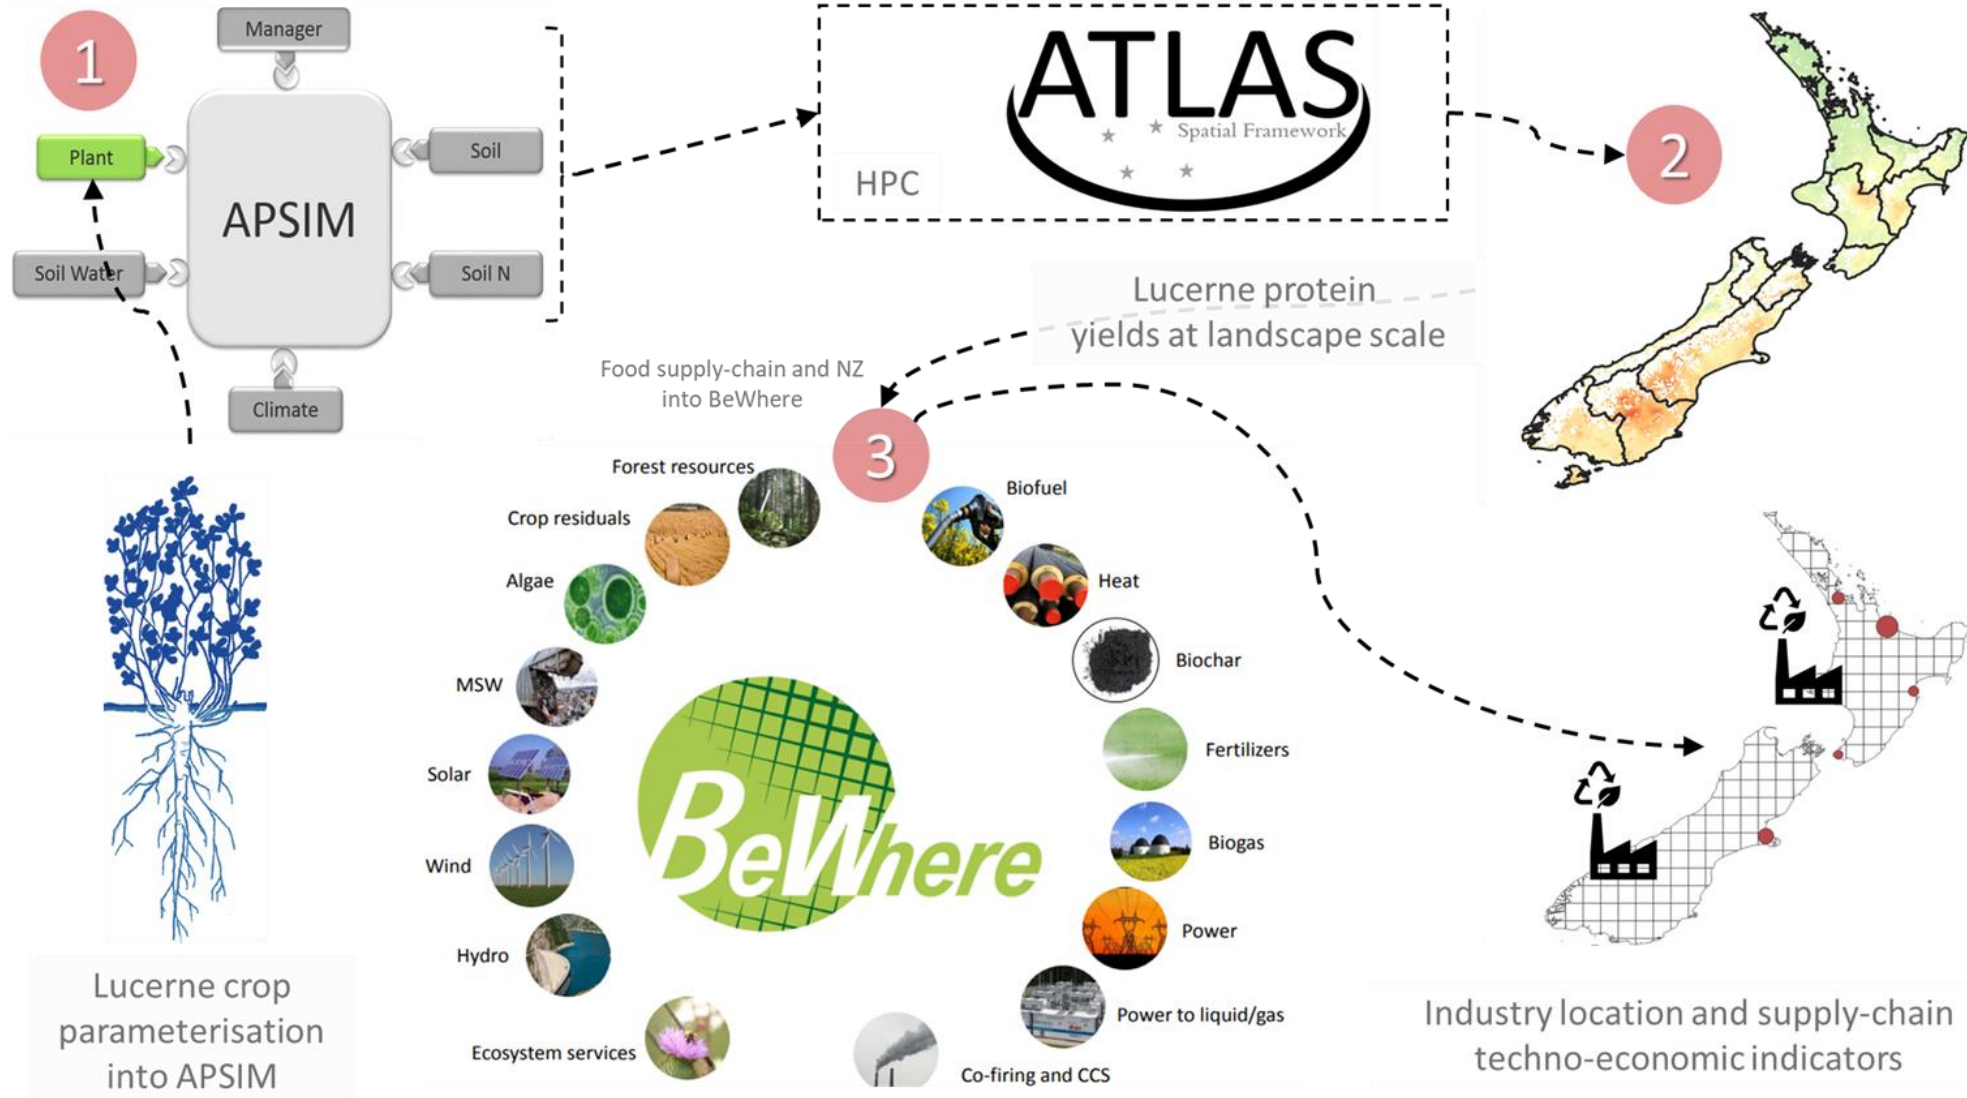 1
Manager
Plant
Soil
APSIM
Soil Water
Soil N
Climate
ATLAS
Spatial Framework
HPC
2
Lucerne protein
yields at landscape scale
Food supply-chain and NZ
into BeWhere
3
Forest resources
Crop residuals
Algae
MSW
Solar
Wind
Hydro
Ecosystem services
Biofuel
Heat
Biochar
Fertilizers
Biogas
Power
Power to liquid/gas
Co-firing and CCS
BeWhere
Lucerne crop
parameterisation
into APSIM
Industry location and supply-chain
techno-economic indicators